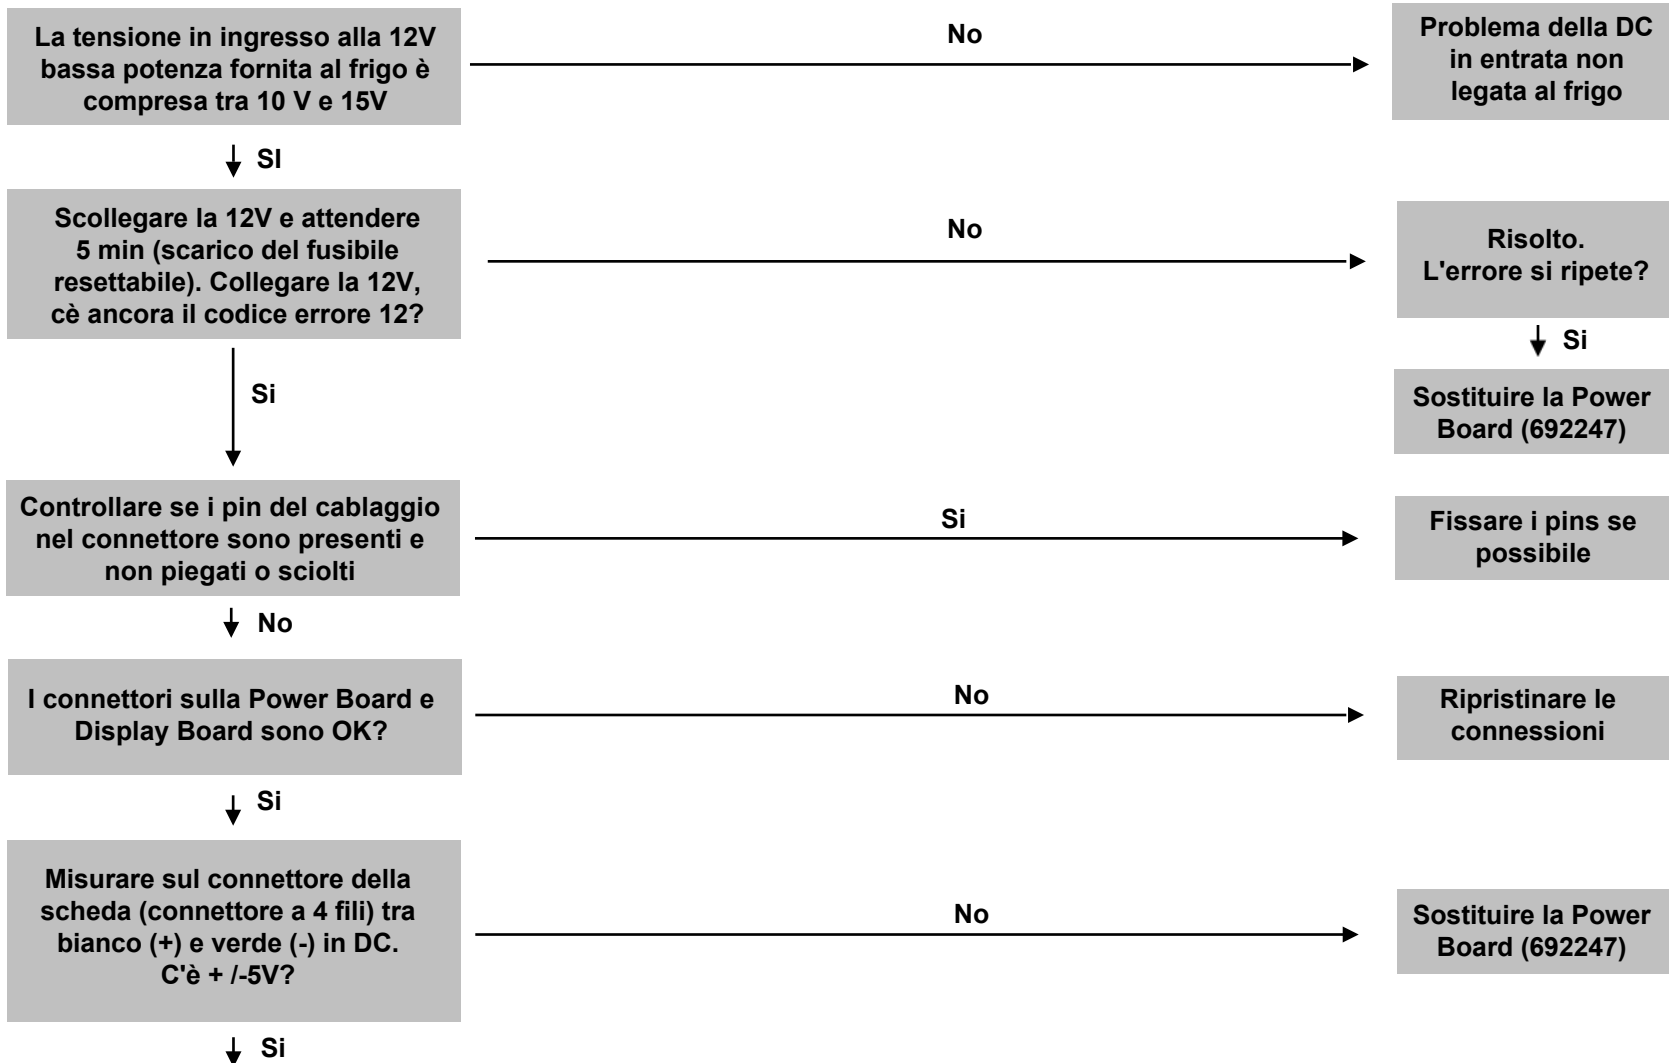 La tensione in ingresso alla 12V
bassa potenza fornita al frigo è
compresa tra 10 V e 15V
No
Problema della DC
in entrata non
legata al frigo
SI
Scollegare la 12V e attendere
5 min (scarico del fusibile
resettabile). Collegare la 12V,
cè ancora il codice errore 12?
No
Risolto.
L'errore si ripete?
Si
Sostituire la Power
Board (692247)
Si
Controllare se i pin del cablaggio
nel connettore sono presenti e
non piegati o sciolti
Si
Fissare i pins se
possibile
No
I connettori sulla Power Board e
Display Board sono OK?
No
Ripristinare le
connessioni
Si
Misurare sul connettore della
scheda (connettore a 4 fili) tra
bianco (+) e verde (-) in DC.
C'è + /-5V?
No
Sostituire la Power
Board (692247)
Si